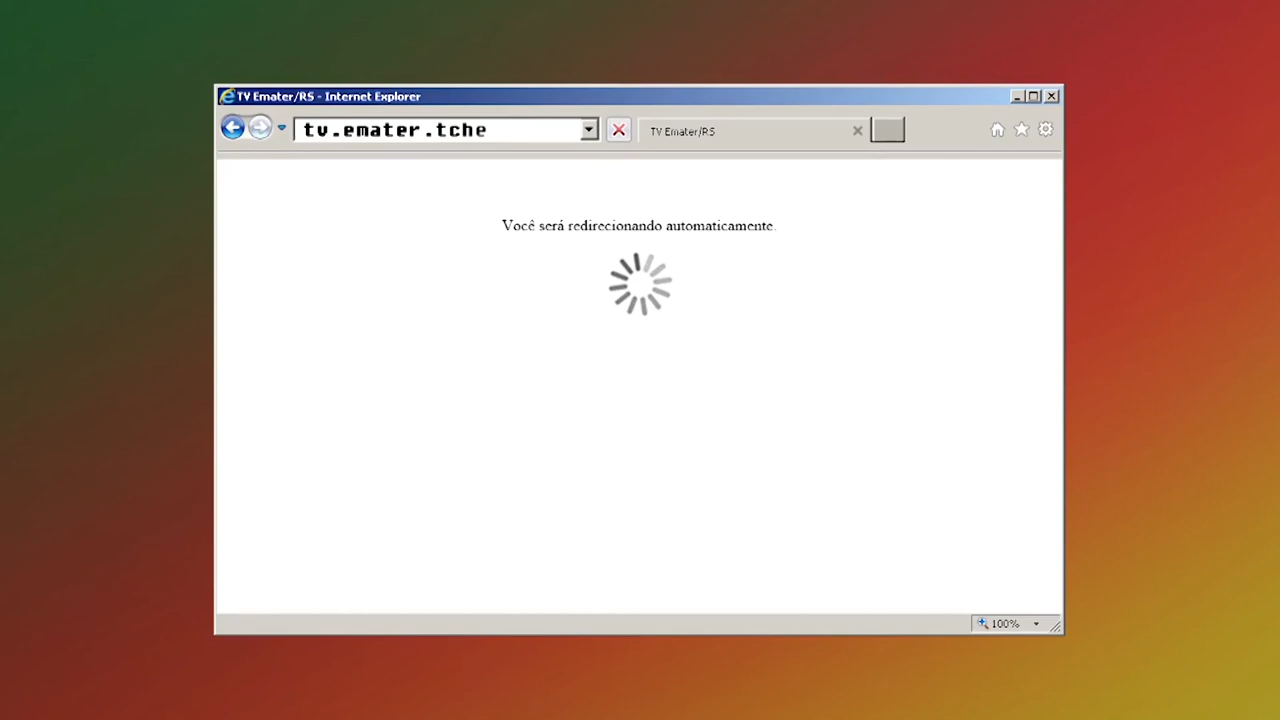 TV Emater/RS - Internet Explorer
tv.emater.tche
TV Emater/RS
Você será redirecionando automaticamente.
100%